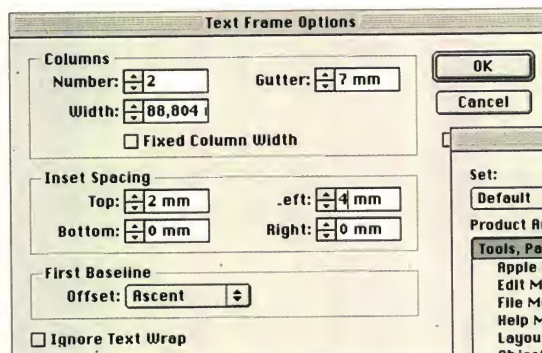 Text Frame Options
Columns
Number: 2 Gutter: 7 mm
Width: 88,804
Fixed Column Width
OK
Cancel
Inset Spacing
Top: 2 mm .eft: 4 mm
Bottom: 0 mm Right: 0 mm
First Baseline
Offset: Ascent
Ignore Text Wrap
Set:
Default
Product
Tools,
Apple
Edit
File
Help